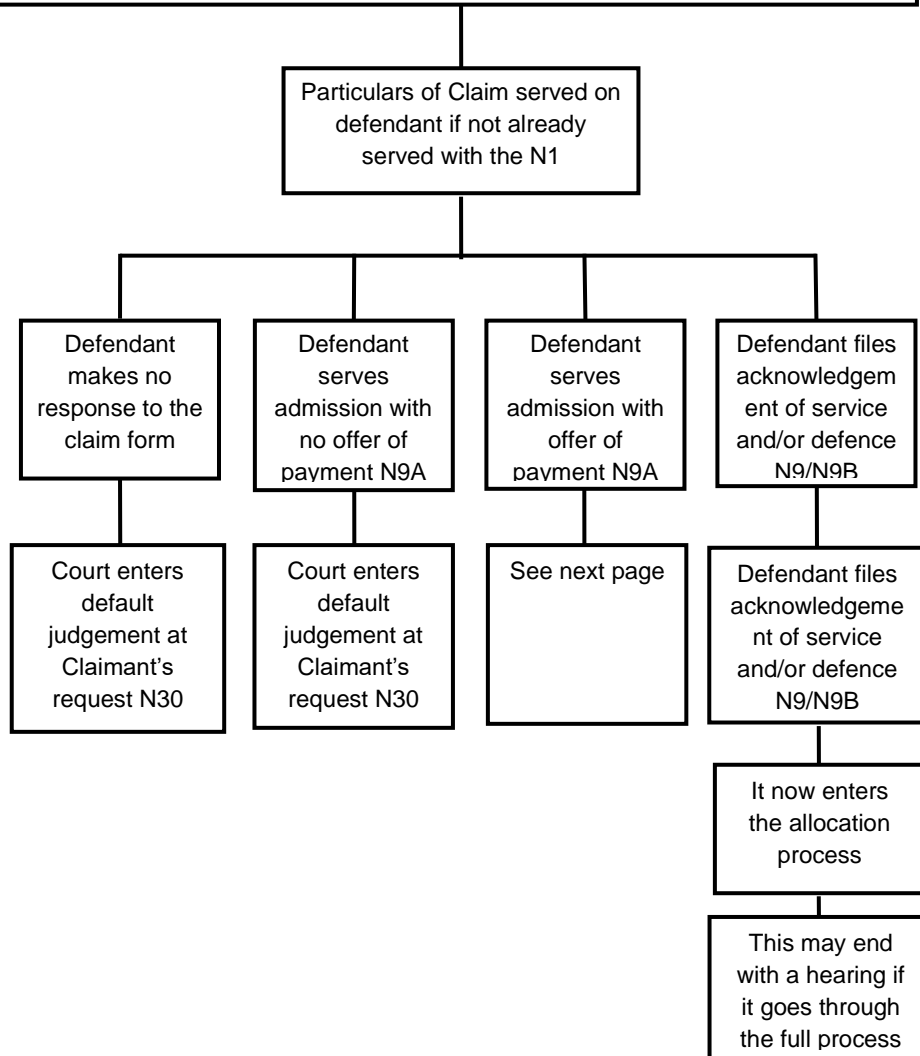 Particulars of Claim served on
defendant if not already
served with the N1
Defendant
makes no
response to the
claim form
Defendant
serves
admission with
no offer of
payment N9A
Defendant
serves
admission with
offer of
payment N9A
Defendant files
acknowledgem
ent of service
and/or defence
N9/N9B
Court enters
default
judgement at
Claimant's
request N30
Court enters
default
judgement at
Claimant's
request N30
See next page
Defendant files
acknowledgeme
nt of service
and/or defence
N9/N9B
It now enters
the allocation
process
This may end
with a hearing if
it goes through
the full process